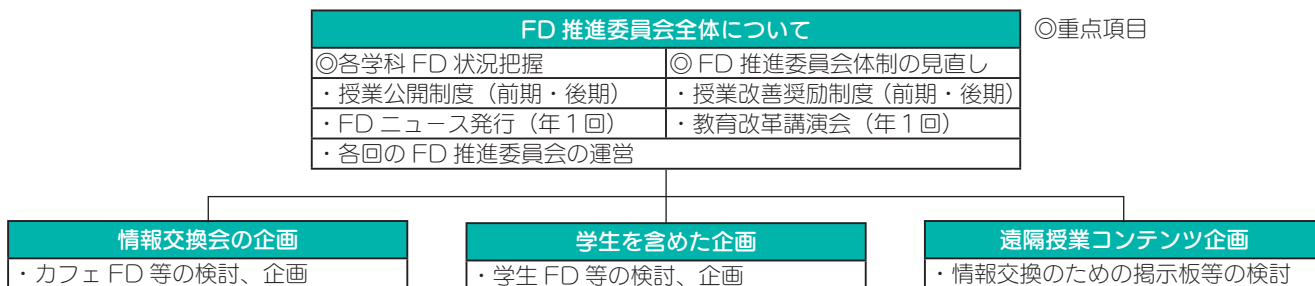 FD 推進委員会全体について
◎重点項目
◎各学科 FD 状況把握
◎ FD 推進委員会体制の見直し
・授業公開制度（前期・後期）
・授業改善奨励制度（前期・後期）
・FD ニュース発行（年１回）
・教育改革講演会（年１回）
・各回の FD 推進委員会の運営
情報交換会の企画
学生を含めた企画
遠隔授業コンテンツ企画
・カフェ FD 等の検討、企画
・学生 FD 等の検討、企画
・情報交換のための掲示板等の検討